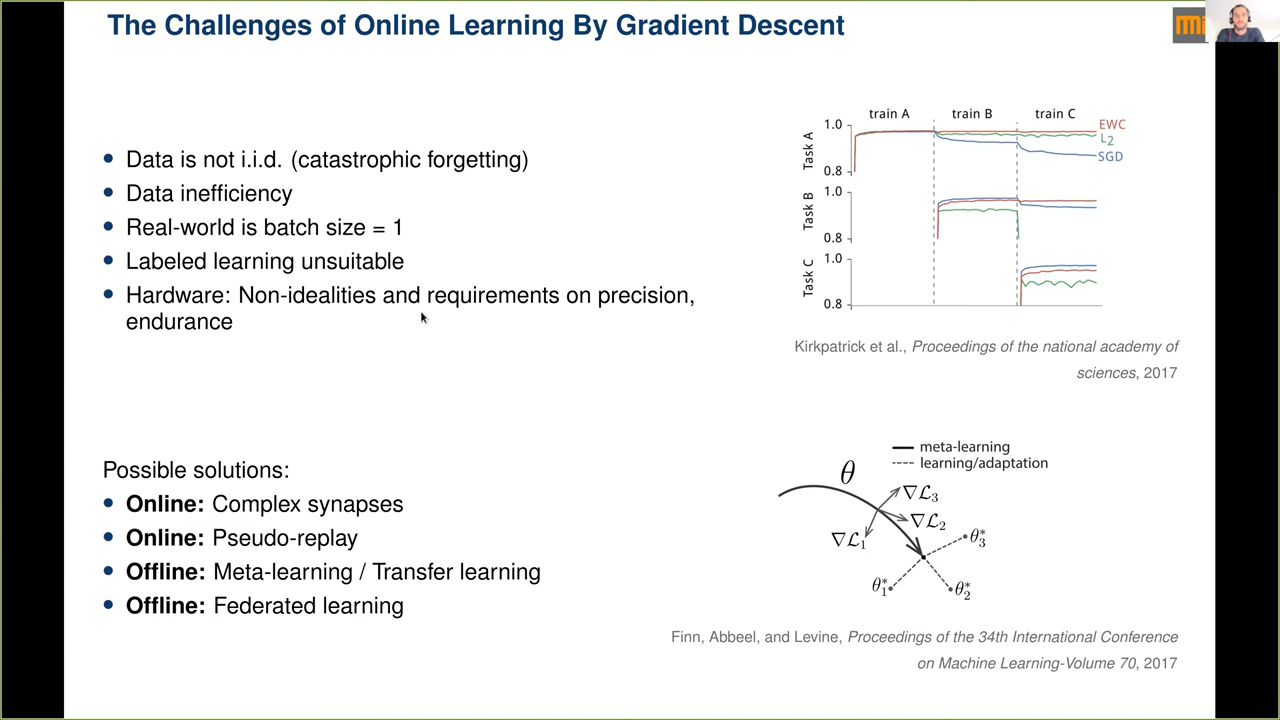 The Challenges of Online Learning By Gradient Descent
Data is not i.i.d. (catastrophic forgetting)
Data inefficiency
Real-world is batch size = 1
Labeled learning unsuitable
Hardware: Non-idealities and requirements on precision,
endurance
train A train B train C
1.0
Task A
0.8
EWC
L2
SGD
1.0
Task B
0.8
1.0
Task C
0.8
Kirkpatrick et al., Proceedings of the national academy of
sciences, 2017
Possible solutions:
Online: Complex synapses
Online: Pseudo-replay
Offline: Meta-learning / Transfer learning
Offline: Federated learning
meta-learning
learning/adaptation
θ
∇ℒ3
∇ℒ2
∇ℒ1
θ3*
θ1*
θ2*
Finn, Abbeel, and Levine, Proceedings of the 34th International Conference
on Machine Learning-Volume 70, 2017